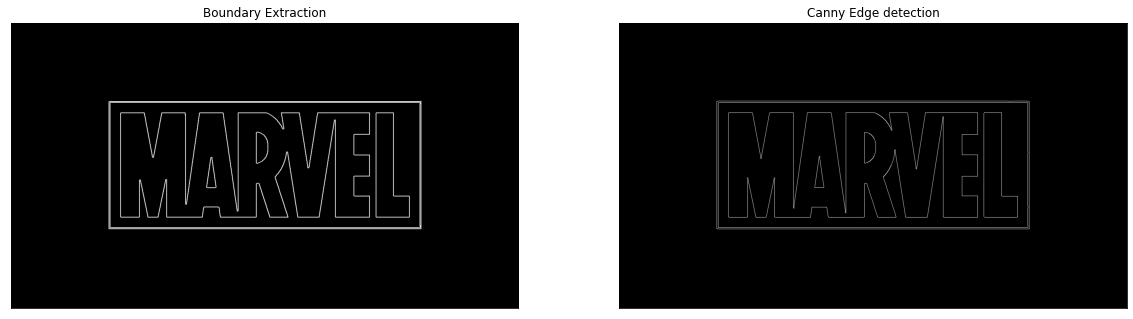 Boundary Extraction
Canny Edge detection
MARVEL
MARVEL